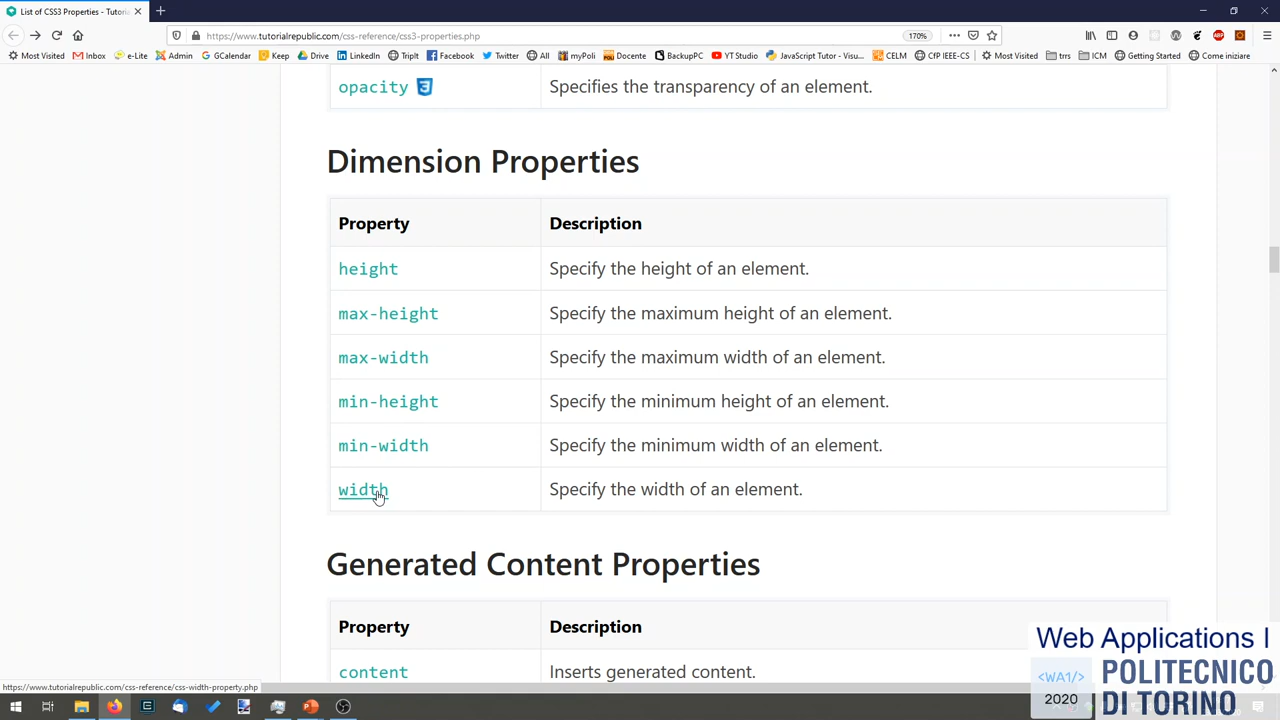 List of CSS3 Properties - Tutoria
https://www.tutorialrepublic.com/css-reference/css3-properties.php
170%
Most Visited Inbox e-Lite Admin GCalendar Keep Drive LinkedIn TripIt Facebook Twitter All myPoli Docente BackupPC YT Studio JavaScript Tutor - Visu... CELM CfP IEEE-CS Most Visited trrs ICM Getting Started Come iniziare
opacity Specifies the transparency of an element.
Dimension Properties
Property Description
height Specify the height of an element.
max-height Specify the maximum height of an element.
max-width Specify the maximum width of an element.
min-height Specify the minimum height of an element.
min-width Specify the minimum width of an element.
width Specify the width of an element.
Generated Content Properties
Property Description
content Inserts generated content.
https://www.tutorialrepublic.com/css-reference/css-width-property.php
Web Applications I
<WA1/>
2020
POLITECNICO
DI TORINO